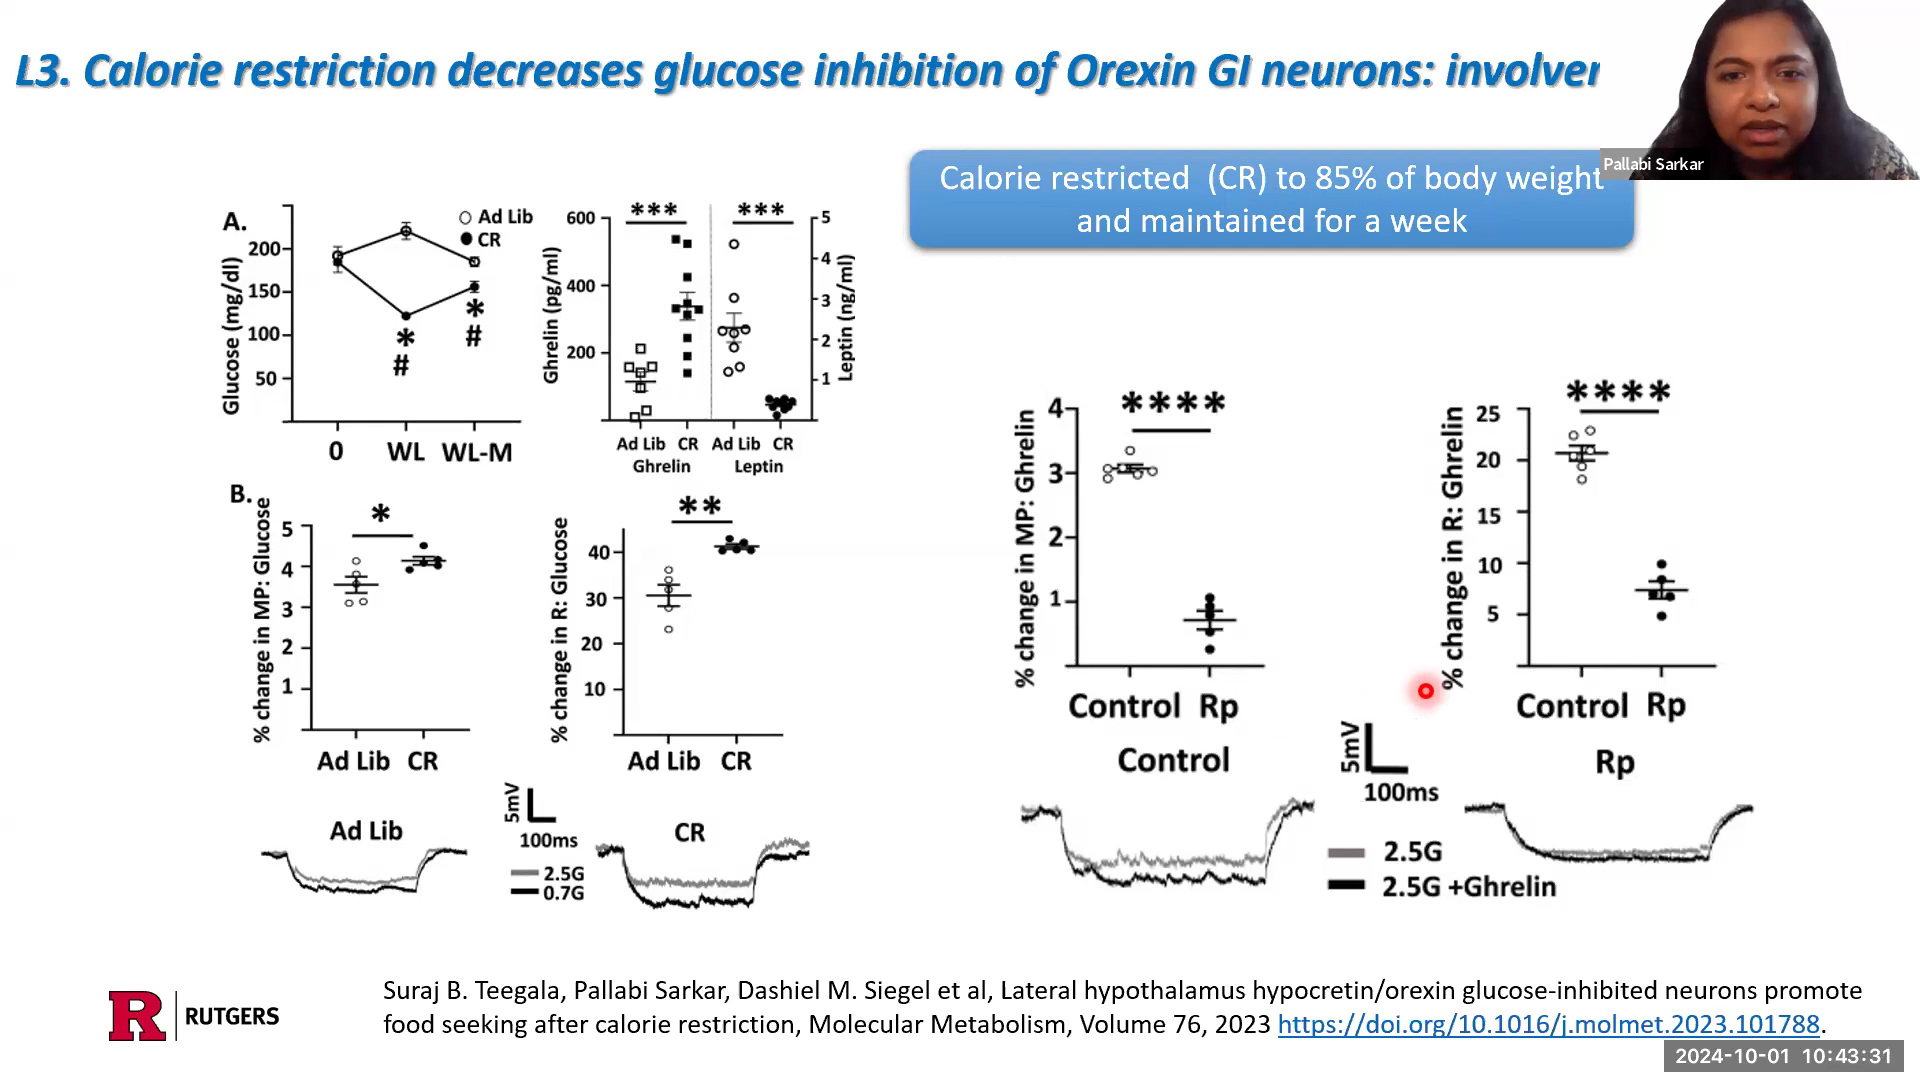 L3. Calorie restriction decreases glucose inhibition of Orexin GI neurons: involver
Pallabi Sarkar
Calorie restricted (CR) to 85% of body weight
and maintained for a week
A.
Ad Lib
CR
Glucose (mg/dl)
200
150
100
50
*
#
*
#
0 WL WL-M
***
***
Ghrelin (pg/ml)
600
400
200
5
4
3
2
1
Leptin (ng/ml)
Ad Lib CR Ad Lib CR
Ghrelin Leptin
B.
% change in MP: Glucose
5
4
3
2
1
*
Ad Lib CR
% change in R: Glucose
40
30
20
10
**
Ad Lib CR
Ad Lib
5mV
100ms
2.5G
0.7G
CR
% change in MP: Ghrelin
4
3
2
1
****
Control Rp
% change in R: Ghrelin
25
20
15
10
5
****
Control Rp
Control
5mV
100ms
Rp
2.5G
2.5G +Ghrelin
R RUTGERS
Suraj B. Teegala, Pallabi Sarkar, Dashiel M. Siegel et al, Lateral hypothalamus hypocretin/orexin glucose-inhibited neurons promote
food seeking after calorie restriction, Molecular Metabolism, Volume 76, 2023 https://doi.org/10.1016/j.molmet.2023.101788.
2024-10-01 10:43:31